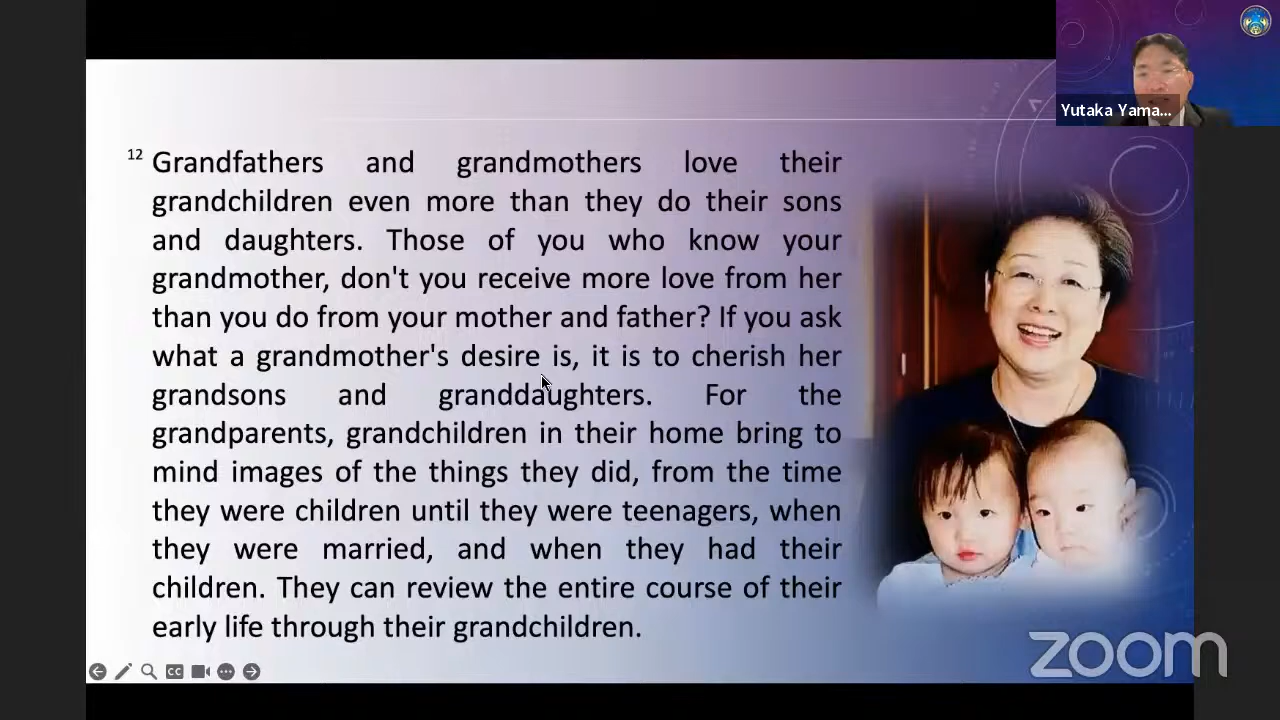 Yutaka Yama...
12 Grandfathers and grandmothers love their
grandchildren even more than they do their sons
and daughters. Those of you who know your
grandmother, don't you receive more love from her
than you do from your mother and father? If you ask
what a grandmother's desire is, it is to cherish her
grandsons and granddaughters. For the
grandparents, grandchildren in their home bring to
mind images of the things they did, from the time
they were children until they were teenagers, when
they were married, and when they had their
children. They can review the entire course of their
early life through their grandchildren.
zoom
CC